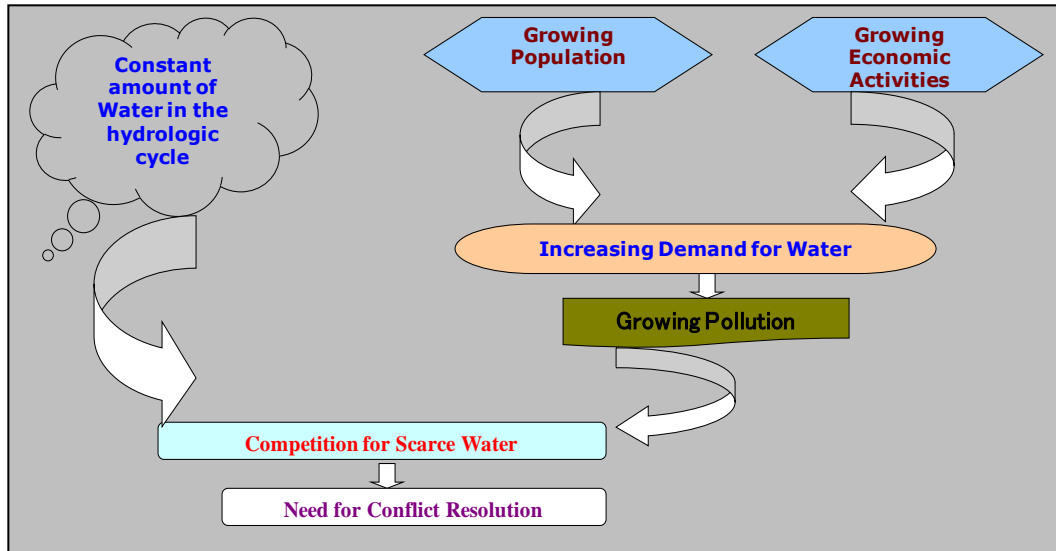 Constant
amount of
Water in the
hydrologic
cycle
Growing
Population
Growing
Economic
Activities
Increasing Demand for Water
Growing Pollution
Competition for Scarce Water
Need for Conflict Resolution